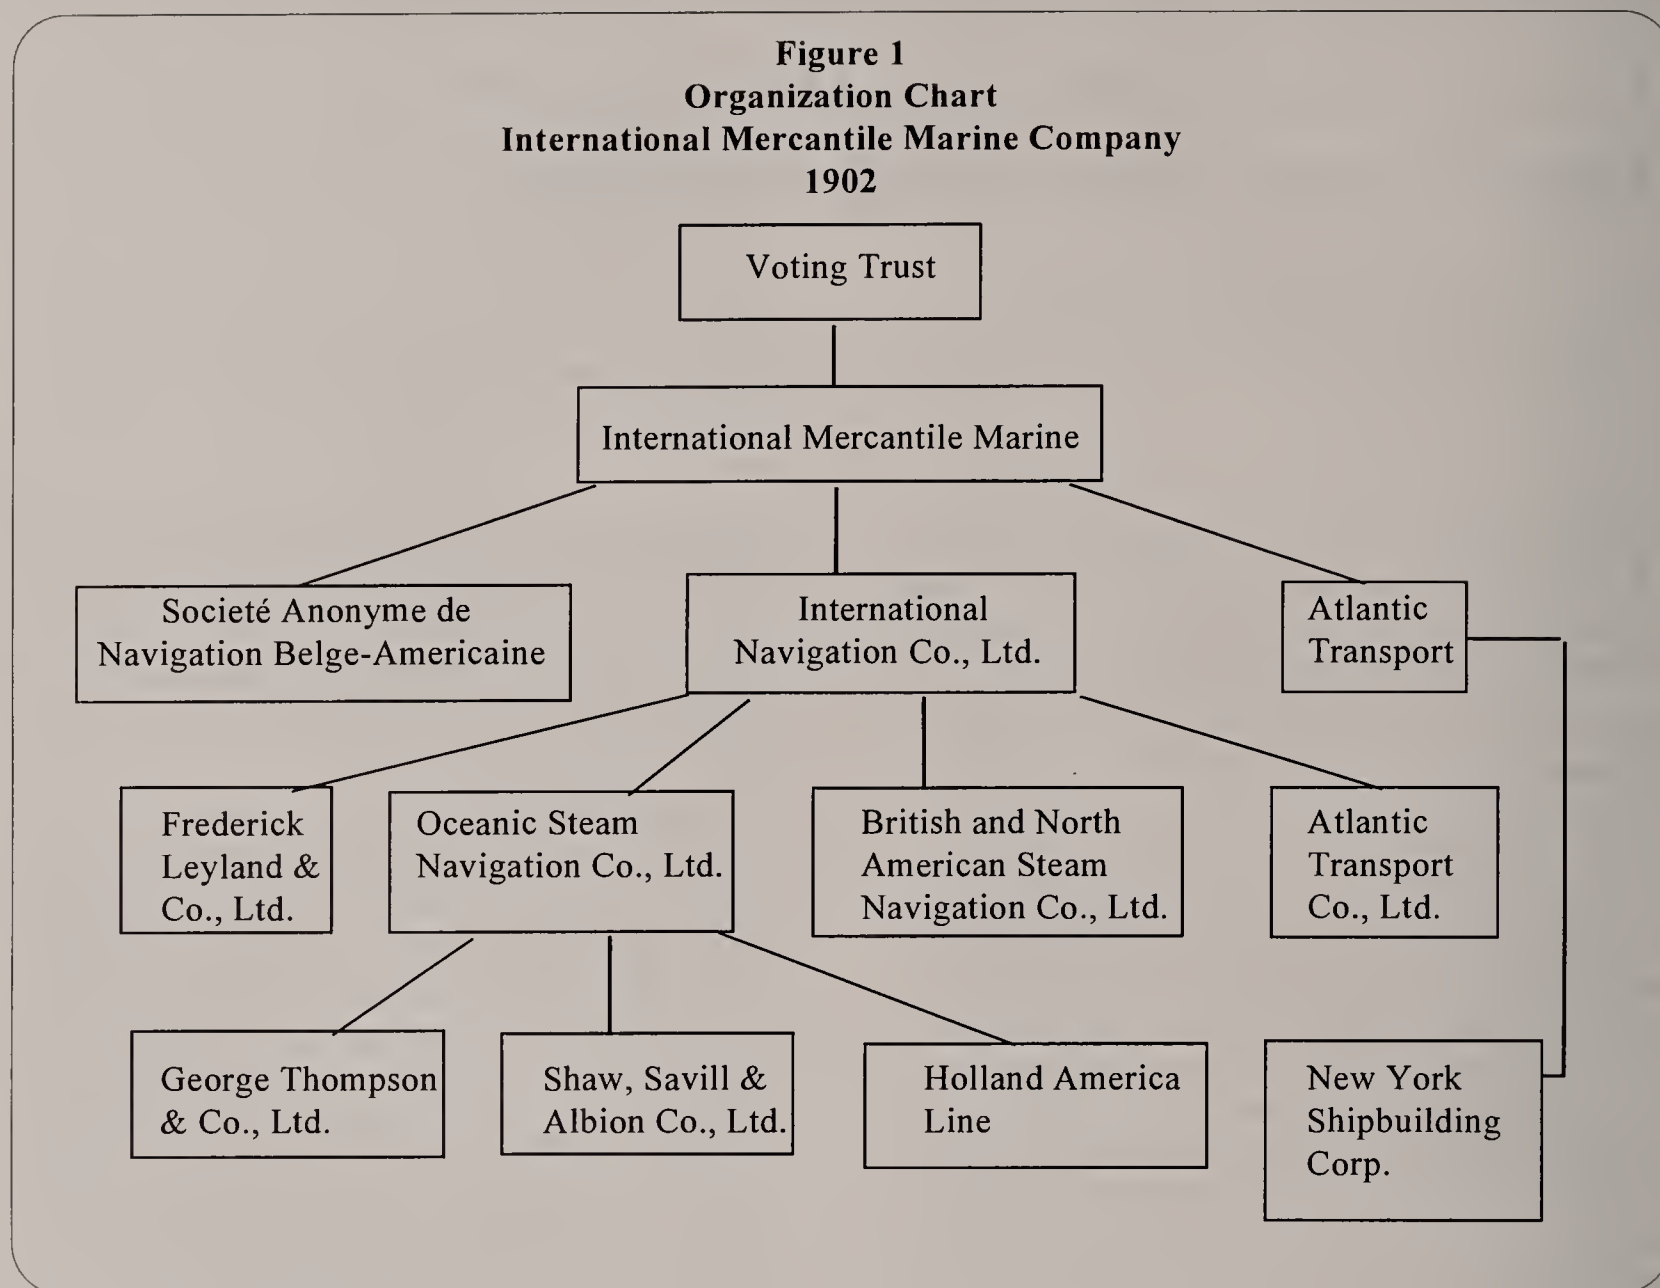 Figure 1
Organization Chart
International Mercantile Marine Company
1902
Voting Trust
International Mercantile Marine
Societé Anonyme de
Navigation Belge-Americaine
International
Navigation Co., Ltd.
Atlantic
Transport
Frederick
Leyland &
Co., Ltd.
Oceanic Steam
Navigation Co., Ltd.
British and North
American Steam
Navigation Co., Ltd.
Atlantic
Transport
Co., Ltd.
George Thompson
& Co., Ltd.
Shaw, Savill &
Albion Co., Ltd.
Holland America
Line
New York
Shipbuilding
Corp.